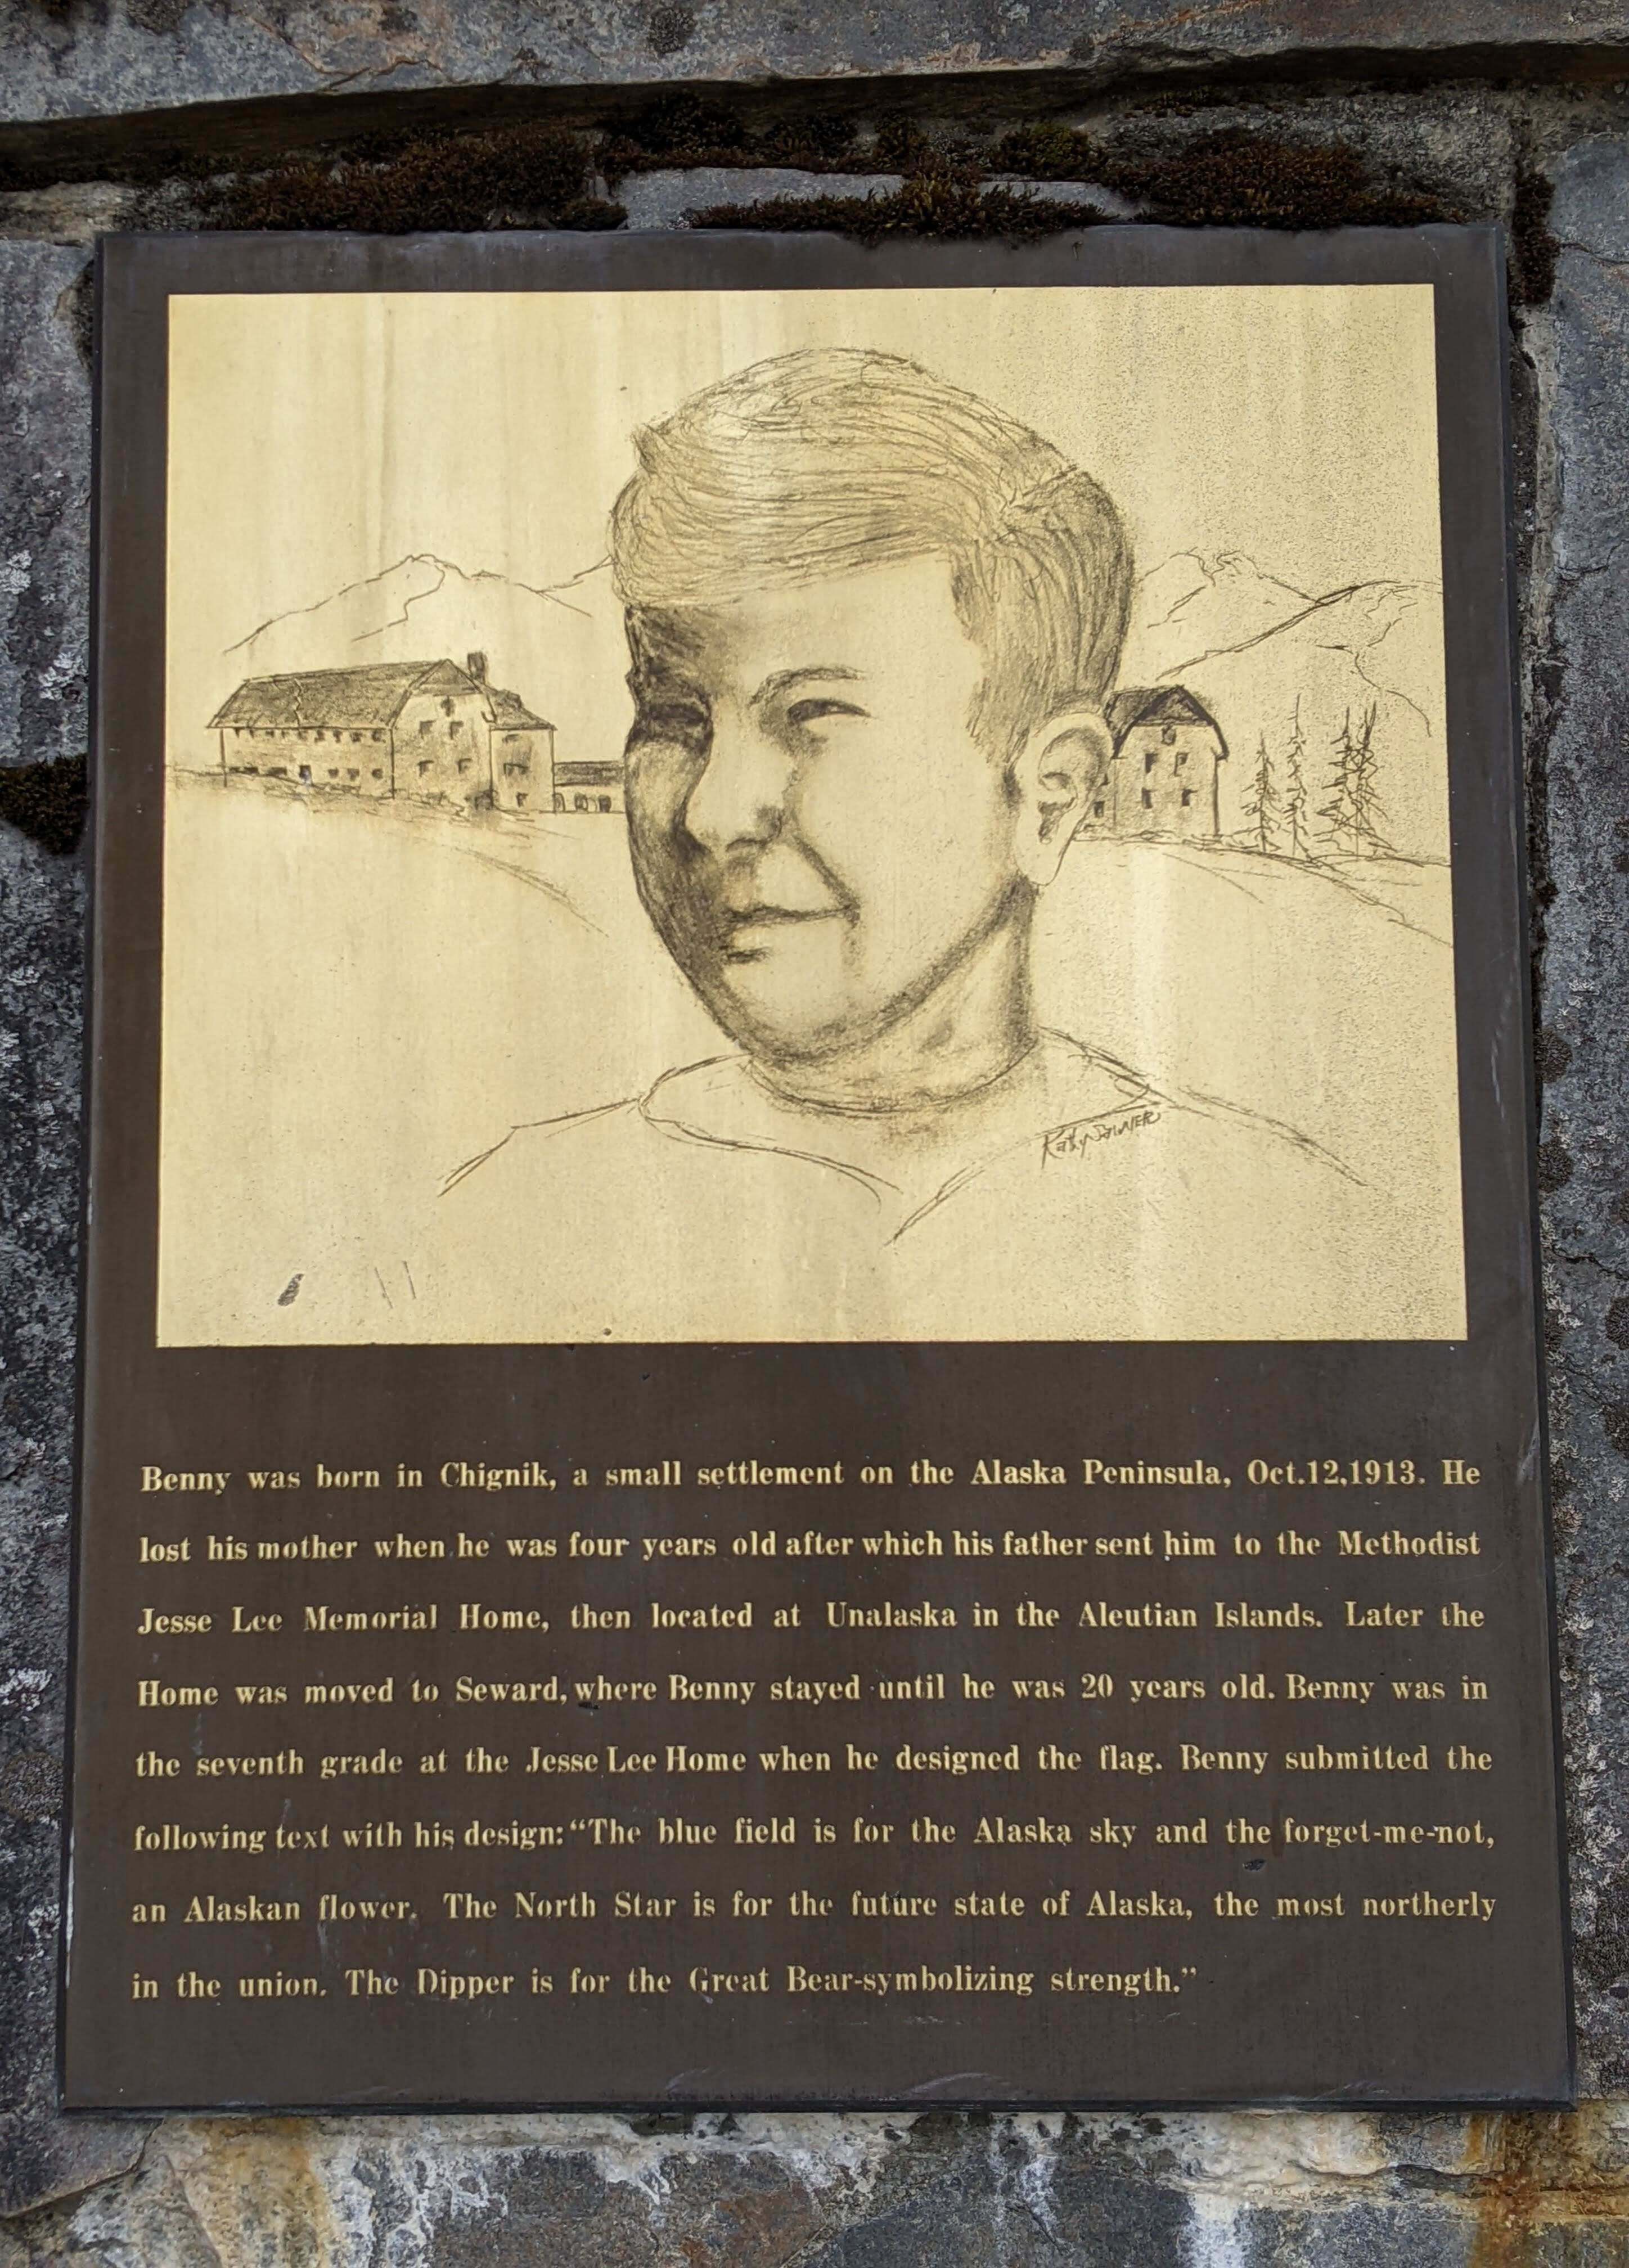 Kathy Sawyer
Benny was born in Chignik, a small settlement on the Alaska Peninsula, Oct.12,1913. He
lost his mother when he was four years old after which his father sent him to the Methodist
Jesse Lee Memorial Home, then located at Unalaska in the Aleutian Islands. Later the
Home was moved to Seward, where Benny stayed until he was 20 years old. Benny was in
the seventh grade at the Jesse Lee Home when he designed the flag. Benny submitted the
following text with his design: “The blue field is for the Alaska sky and the forget-me-not,
an Alaskan flower. The North Star is for the future state of Alaska, the most northerly
in the union. The Dipper is for the Great Bear-symbolizing strength.”